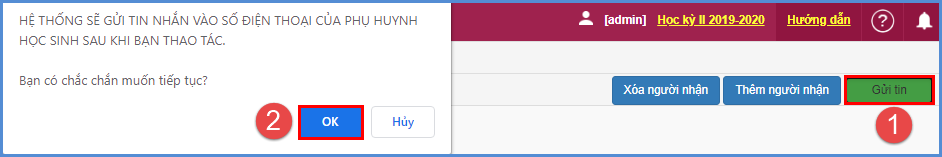 HỆ THỐNG SẼ GỬI TIN NHẮN VÀO SỐ ĐIỆN THOẠI CỦA PHỤ HUYNH
HỌC SINH SAU KHI BẠN THAO TÁC.
Bạn có chắc chắn muốn tiếp tục?
2
OK
Hủy
[admin]
Học kỳ II 2019-2020
Hướng dẫn
?
Xóa người nhận
Thêm người nhận
Gửi tin
1